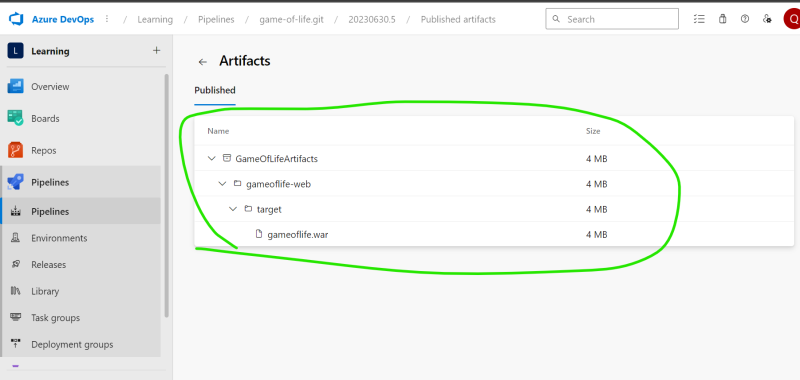 Azure DevOps / Learning / Pipelines / game-of-life.git / 20230630.5 / Published artifacts Search Q
L Learning +
Artifacts
Overview
Published
Boards
Name Size
Repos
GameOfLifeArtifacts 4 MB
Pipelines
gameoflife-web 4 MB
Pipelines
target 4 MB
gameoflife.war 4 MB
Environments
Releases
Library
Task groups
Deployment groups